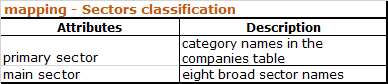 mapping - Sectors classification
Attributes Description
primary sector category names in the
companies table
main sector eight broad sector names